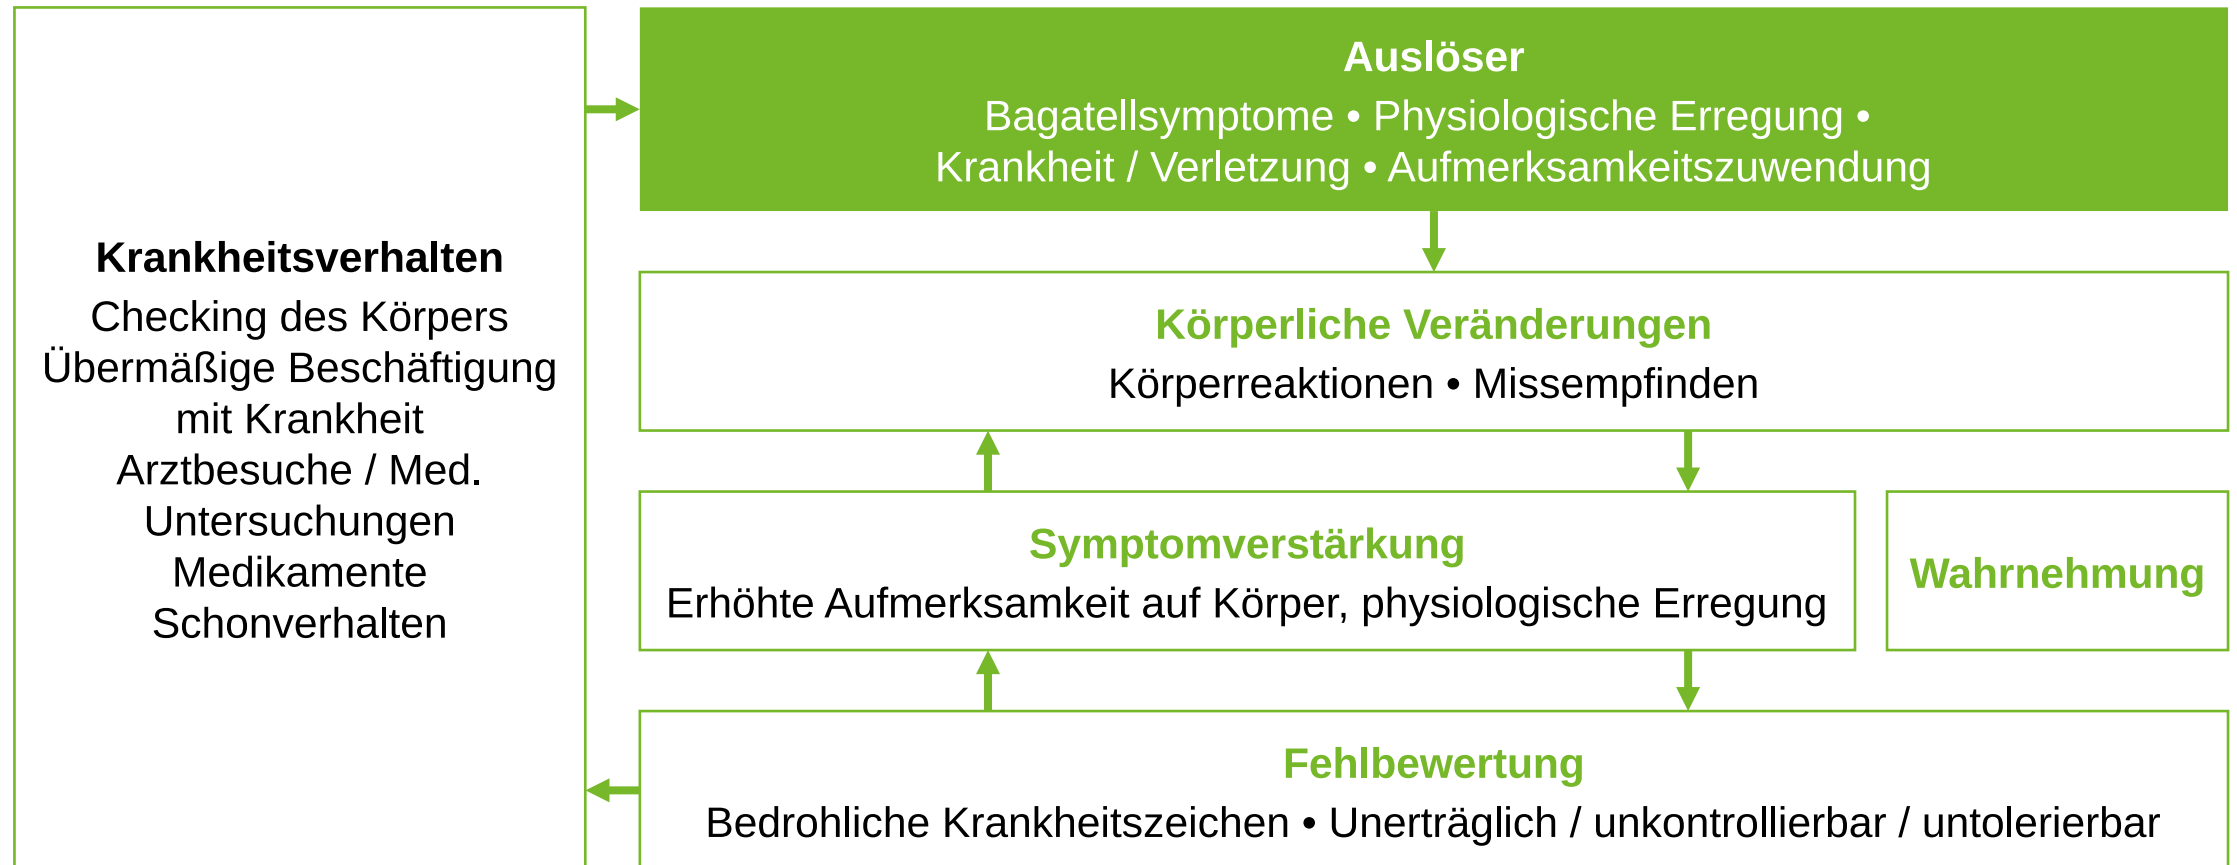 Krankheitsverhalten
Checking des Körpers
Übermäßige Beschäftigung
mit Krankheit
Arztbesuche / Med.
Untersuchungen
Medikamente
Schonverhalten
Auslöser
Bagatellsymptome • Physiologische Erregung •
Krankheit / Verletzung • Aufmerksamkeitszuwendung
Körperliche Veränderungen
Körperreaktionen • Missempfinden
Symptomverstärkung
Erhöhte Aufmerksamkeit auf Körper, physiologische Erregung
Wahrnehmung
Fehlbewertung
Bedrohliche Krankheitszeichen • Unerträglich / unkontrollierbar / untolerierbar